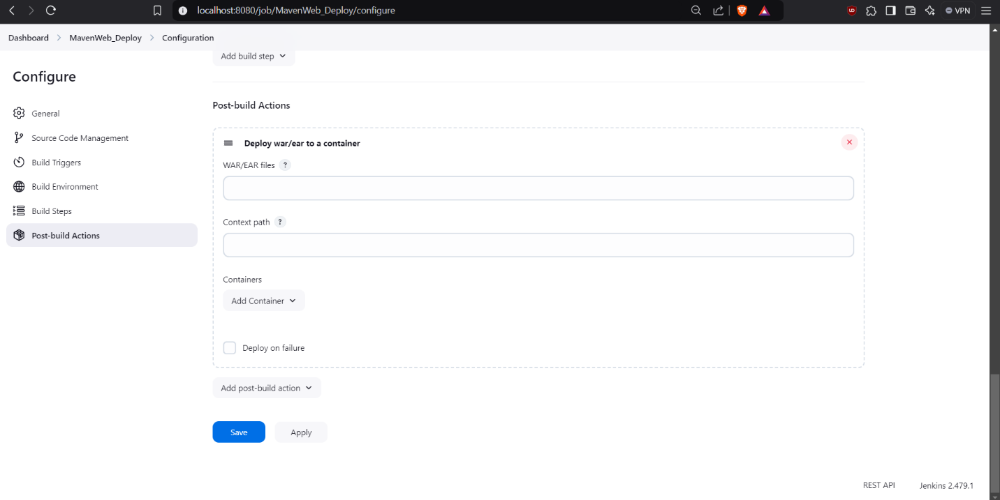 localhost:8080/job/MavenWeb_Deploy/configure
VPN
Dashboard > MavenWeb_Deploy > Configuration
Add build step
Configure
General
Source Code Management
Build Triggers
Build Environment
Build Steps
Post-build Actions
Post-build Actions
Deploy war/ear to a container
WAR/EAR files ?
Context path ?
Containers
Add Container
Deploy on failure
Add post-build action
Save
Apply
REST API
Jenkins 2.479.1